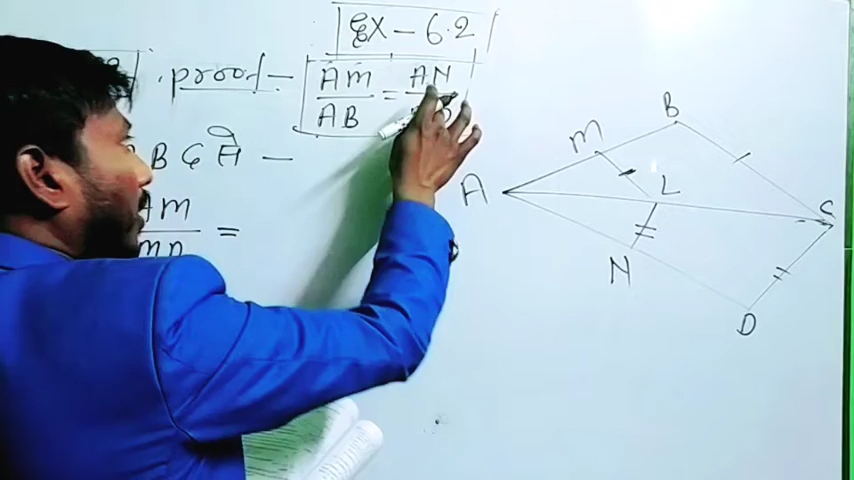 Ex - 6.2
proof - AM/AB = AN/
B C में -
AM/MB =
A
M
B
L
C
N
D